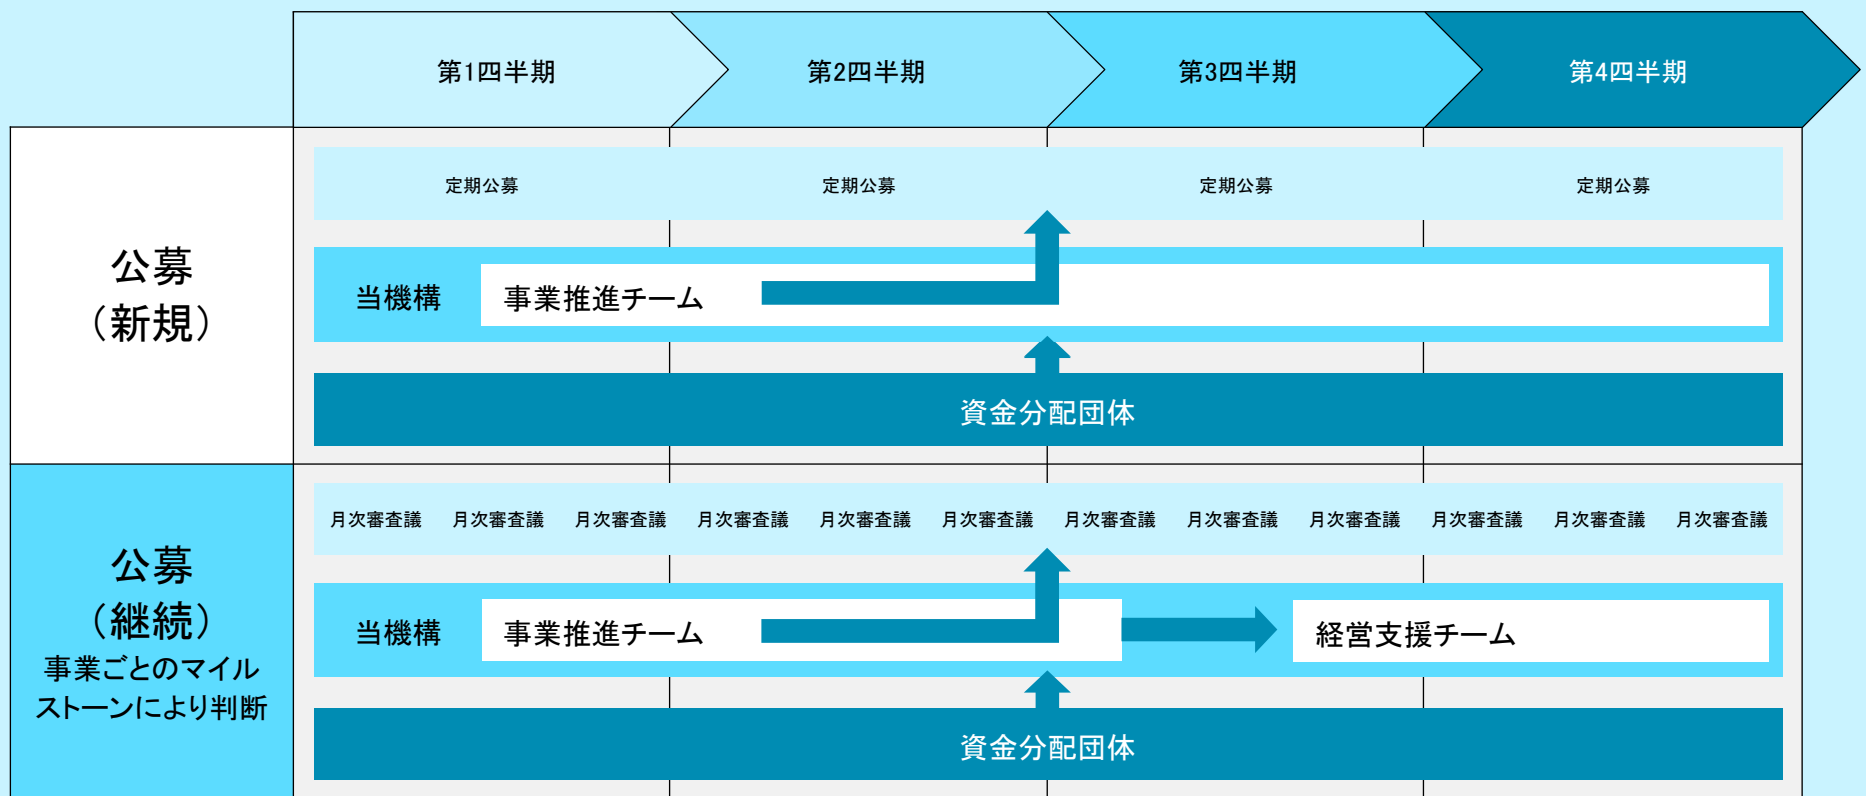 第1四半期
第2四半期
第3四半期
第4四半期
公募
（新規）
定期公募
定期公募
定期公募
定期公募
当機構
事業推進チーム
資金分配団体
公募
（継続）
事業ごとのマイル
ストーンにより判断
月次審査議
月次審査議
月次審査議
月次審査議
月次審査議
月次審査議
月次審査議
月次審査議
月次審査議
月次審査議
月次審査議
月次審査議
当機構
事業推進チーム
経営支援チーム
資金分配団体